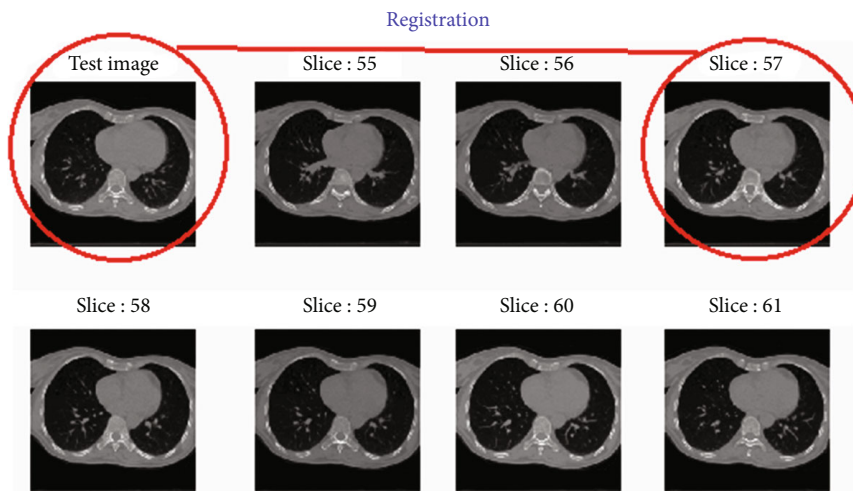 Registration
Test image
Slice : 55
Slice : 56
Slice : 57
Slice : 58
Slice : 59
Slice : 60
Slice : 61